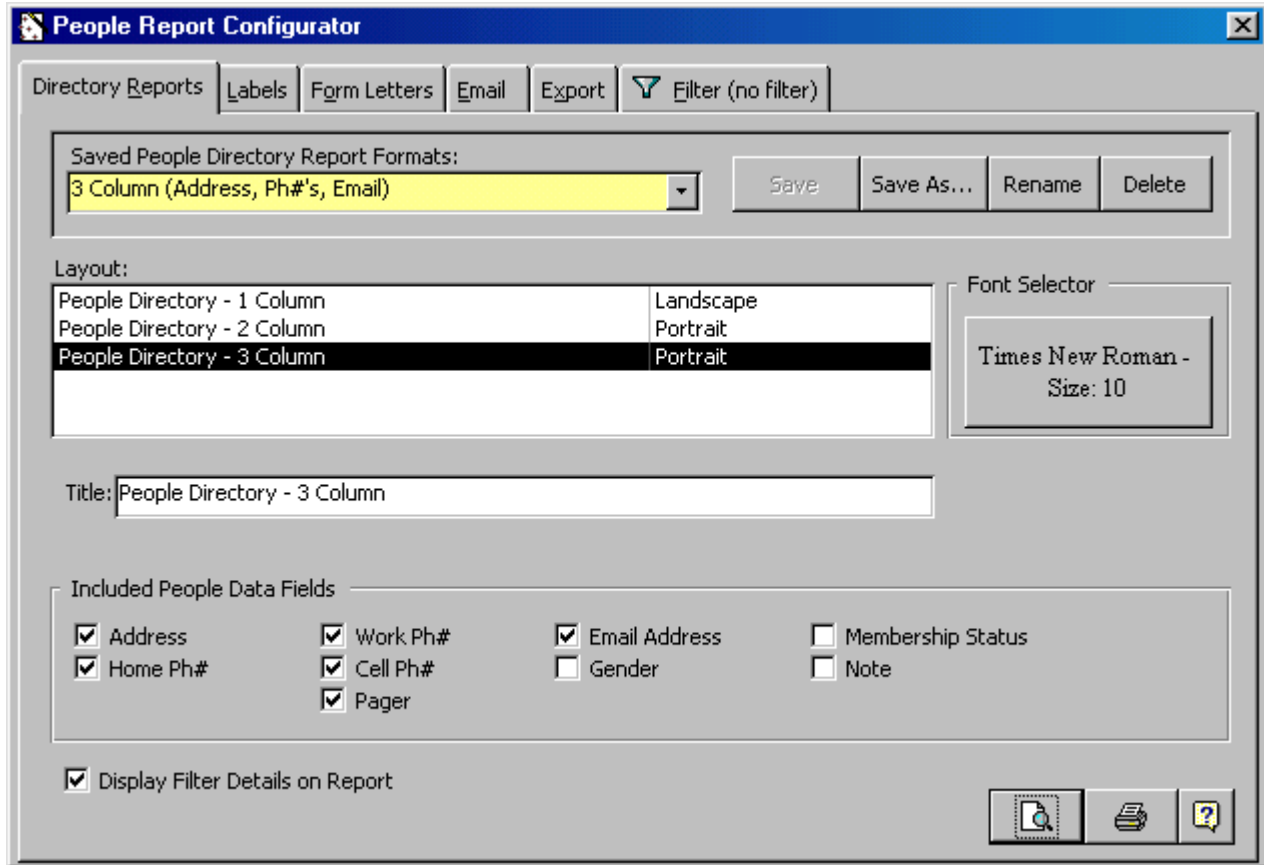 People Report Configurator
Directory Reports Labels Form Letters Email Export Filter (no filter)
Saved People Directory Report Formats:
3 Column (Address, Ph#'s, Email) Save Save As... Rename Delete
Layout:
Font Selector
People Directory - 1 Column Landscape
People Directory - 2 Column Portrait
People Directory - 3 Column Portrait
Times New Roman -
Size: 10
Title: People Directory - 3 Column
Included People Data Fields
Address Work Ph# Email Address Membership Status
Home Ph# Cell Ph# Gender Note
Pager
Display Filter Details on Report